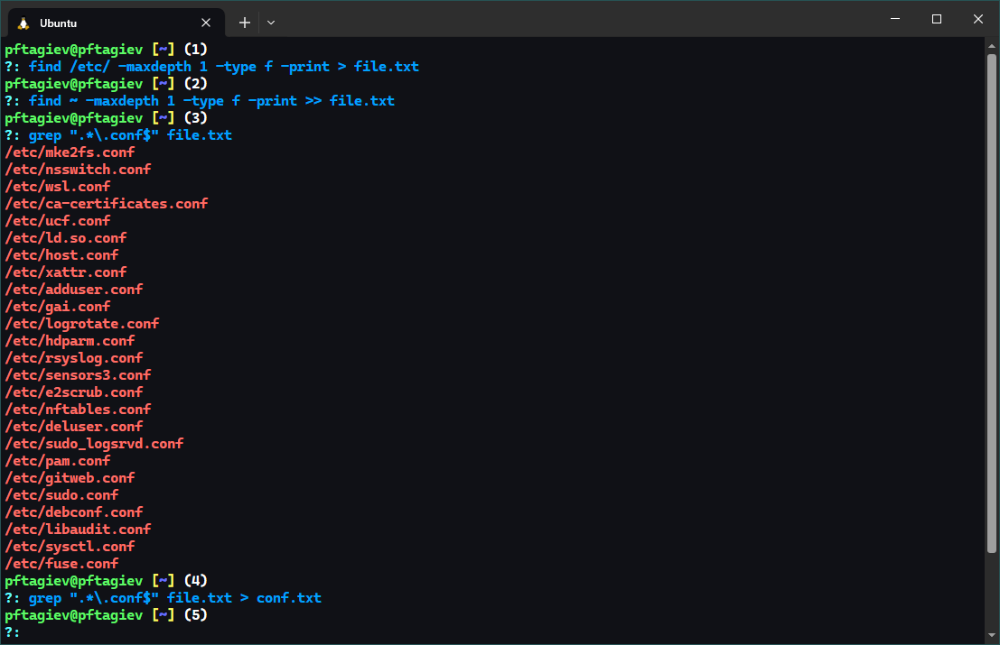 Ubuntu
pftagiev@pftagiev [~] (1)
?: find /etc/ -maxdepth 1 -type f -print > file.txt
pftagiev@pftagiev [~] (2)
?: find ~ -maxdepth 1 -type f -print >> file.txt
pftagiev@pftagiev [~] (3)
?: grep ".*\.conf$" file.txt
/etc/mke2fs.conf
/etc/nsswitch.conf
/etc/wsl.conf
/etc/ca-certificates.conf
/etc/ucf.conf
/etc/ld.so.conf
/etc/host.conf
/etc/xattr.conf
/etc/adduser.conf
/etc/gai.conf
/etc/logrotate.conf
/etc/hdparm.conf
/etc/rsyslog.conf
/etc/sensors3.conf
/etc/e2scrub.conf
/etc/nftables.conf
/etc/deluser.conf
/etc/sudo_logsrvd.conf
/etc/pam.conf
/etc/gitweb.conf
/etc/sudo.conf
/etc/debconf.conf
/etc/libaudit.conf
/etc/sysctl.conf
/etc/fuse.conf
pftagiev@pftagiev [~] (4)
?: grep ".*\.conf$" file.txt > conf.txt
pftagiev@pftagiev [~] (5)
?: